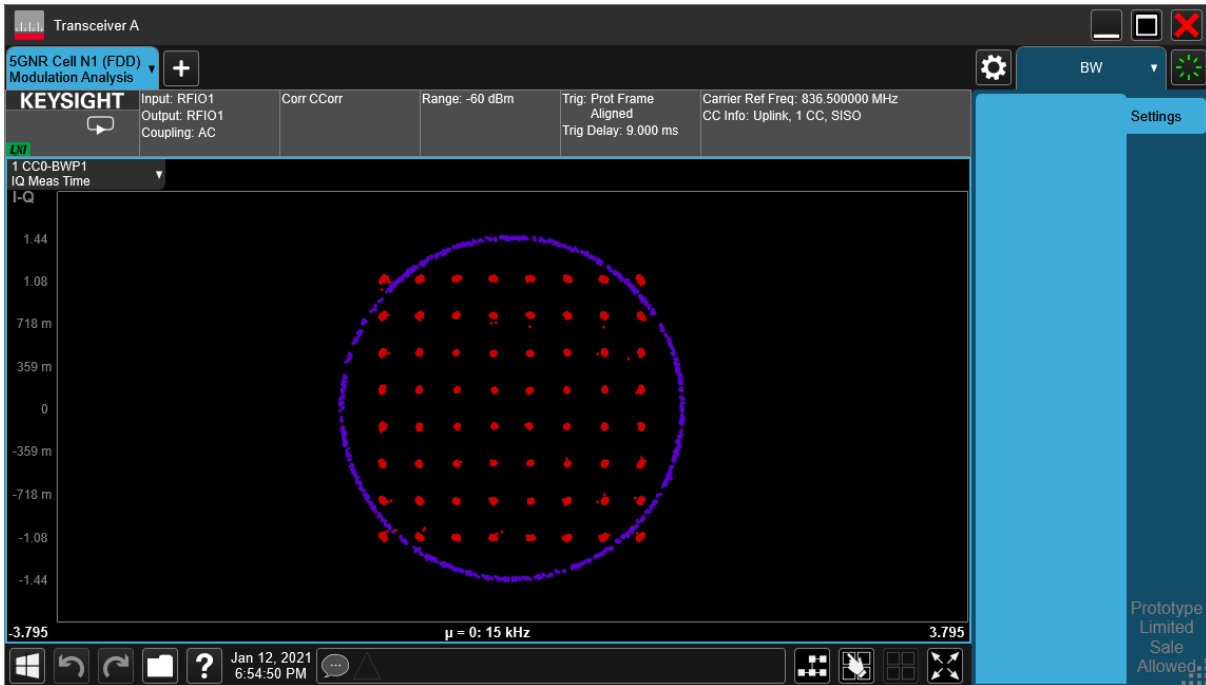 Transceiver A
5GNR Cell N1 (FDD)
Modulation Analysis
BW
KEYSIGHT
LXI
Input: RFIO1
Output: RFIO1
Coupling: AC
Corr CCorr
Range: -60 dBm
Trig: Prot Frame
Aligned
Trig Delay: 9.000 ms
Carrier Ref Freq: 836.500000 MHz
CC Info: Uplink, 1 CC, SISO
Settings
1 CC0-BWP1
IQ Meas Time
I-Q
1.44
1.08
718 m
359 m
0
-359 m
-718 m
-1.08
-1.44
-3.795
μ = 0: 15 kHz
3.795
Prototype
Limited
Sale
Allowed
?
Jan 12, 2021
6:54:50 PM